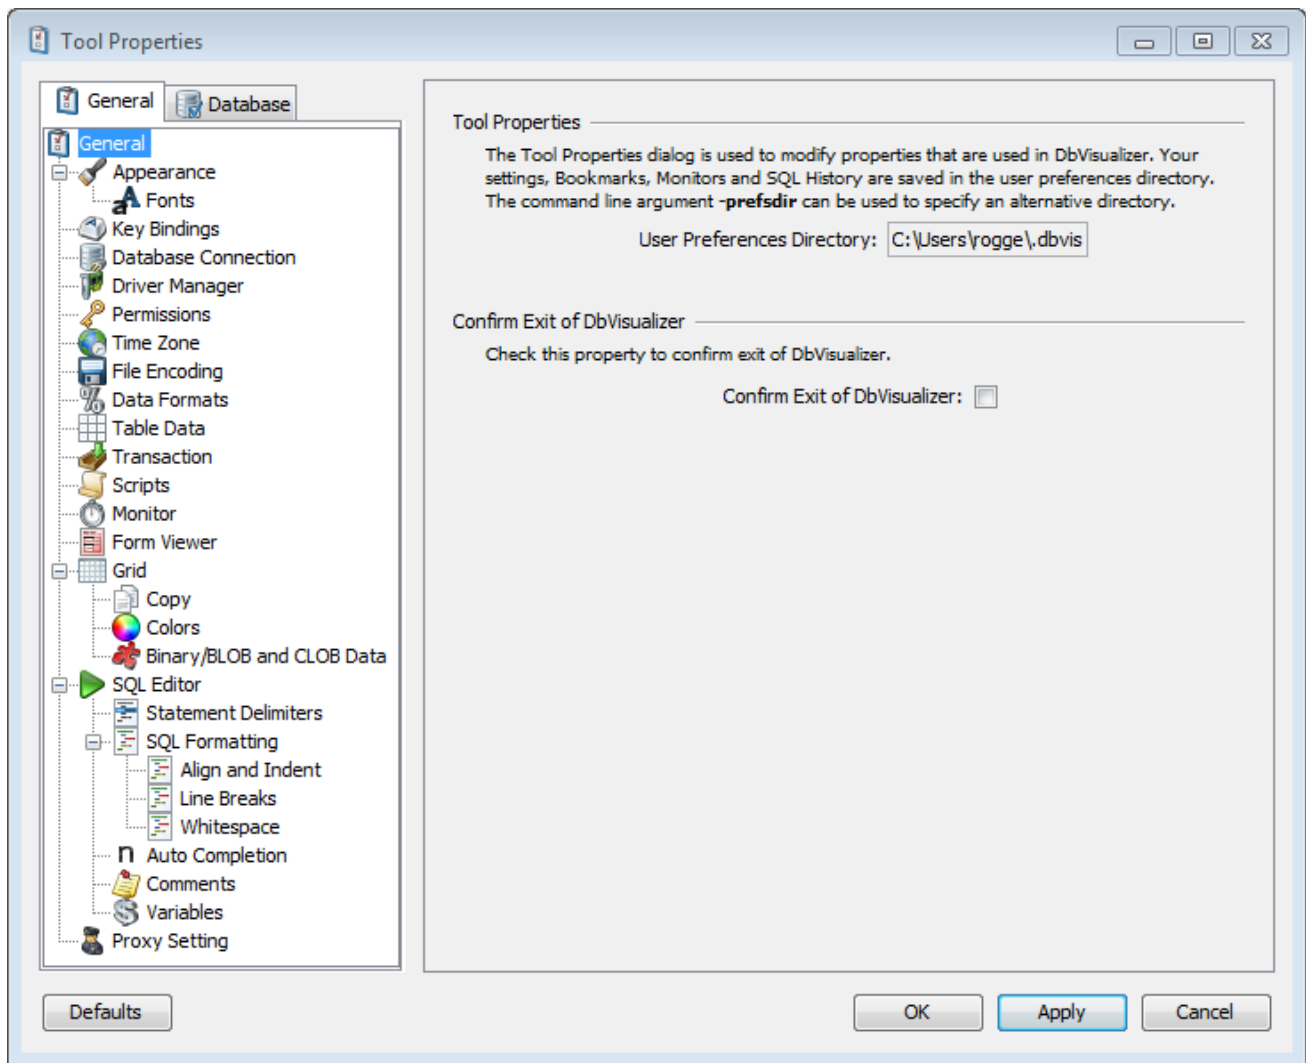 Tool Properties
General
Database
General
Appearance
Fonts
Key Bindings
Database Connection
Driver Manager
Permissions
Time Zone
File Encoding
Data Formats
Table Data
Transaction
Scripts
Monitor
Form Viewer
Grid
Copy
Colors
Binary/BLOB and CLOB Data
SQL Editor
Statement Delimiters
SQL Formatting
Align and Indent
Line Breaks
Whitespace
Auto Completion
Comments
Variables
Proxy Setting
Tool Properties
The Tool Properties dialog is used to modify properties that are used in DbVisualizer. Your
settings, Bookmarks, Monitors and SQL History are saved in the user preferences directory.
The command line argument -prefsdir can be used to specify an alternative directory.
User Preferences Directory: C:\Users\rogge\.dbvis
Confirm Exit of DbVisualizer
Check this property to confirm exit of DbVisualizer.
Confirm Exit of DbVisualizer:
Defaults
OK
Apply
Cancel